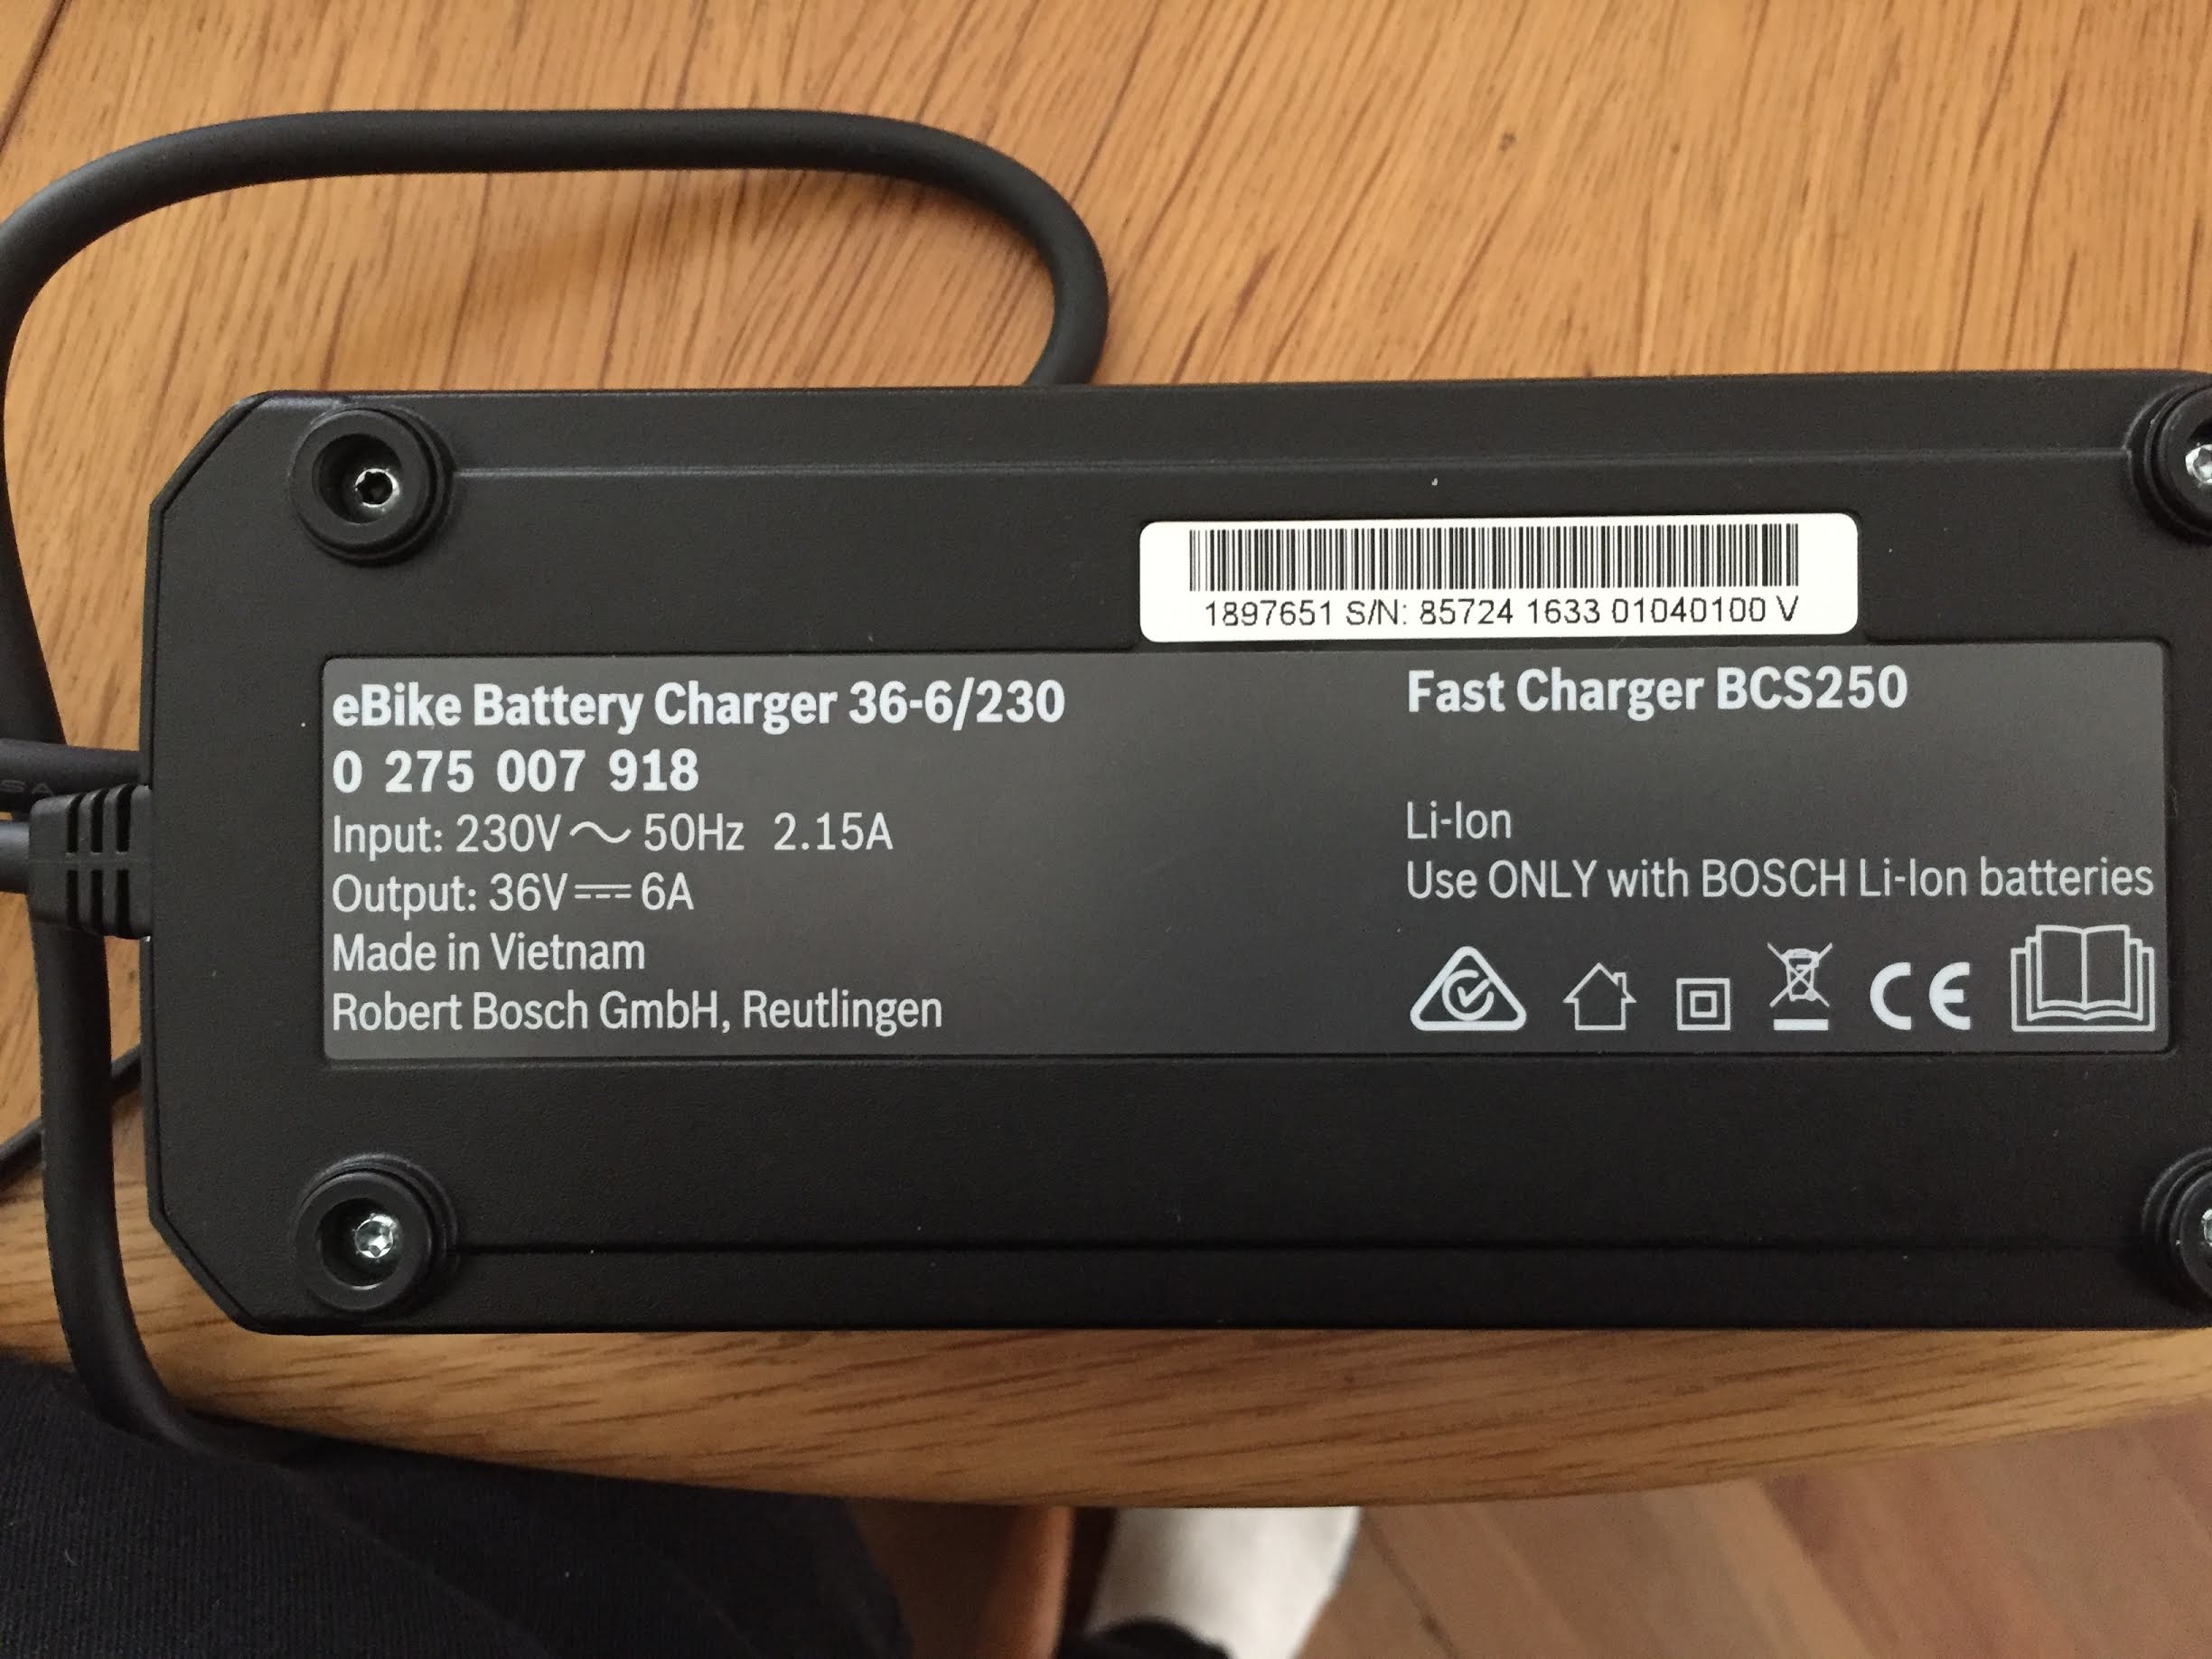 1897651 S/N: 85724 1633 01040100 V
eBike Battery Charger 36-6/230
0 275 007 918
Input: 230V ~ 50Hz 2.15A
Output: 36V ⎓ 6A
Made in Vietnam
Robert Bosch GmbH, Reutlingen
Fast Charger BCS250
Li-Ion
Use ONLY with BOSCH Li-Ion batteries
CE